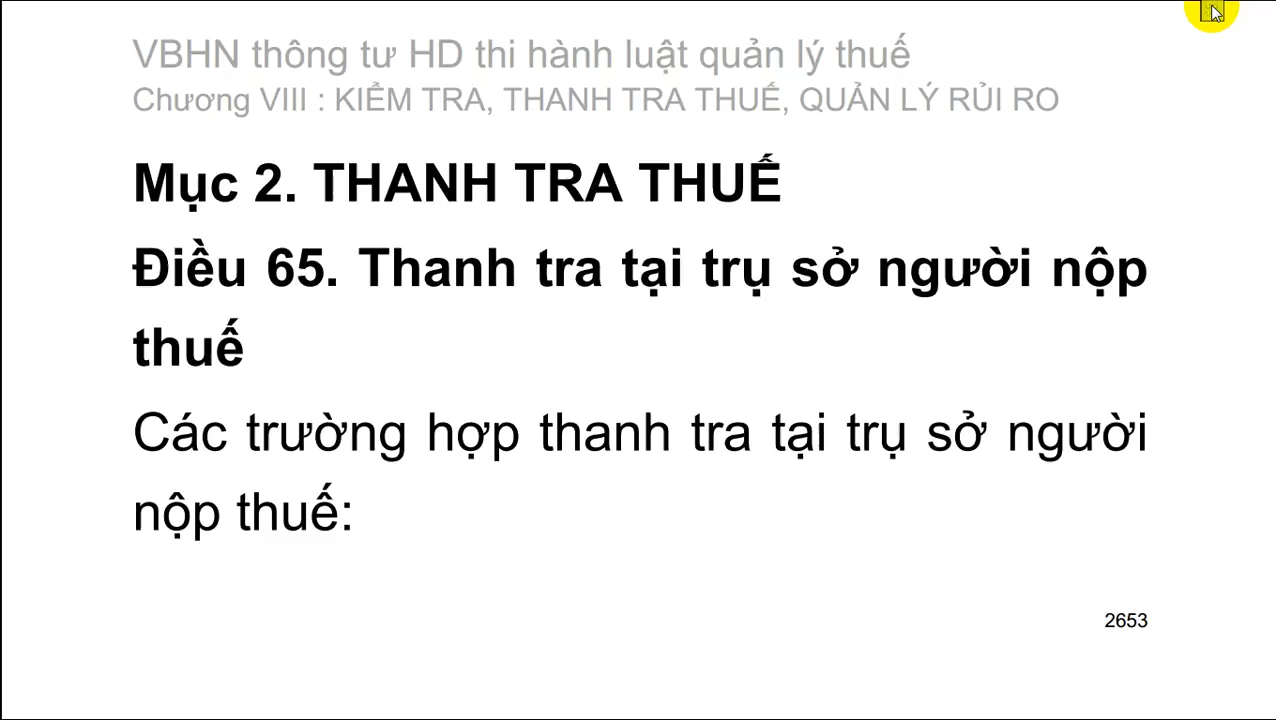 VBHN thông tư HD thi hành luật quản lý thuế
Chương VIII : KIỂM TRA, THANH TRA THUẾ, QUẢN LÝ RỦI RO
Mục 2. THANH TRA THUẾ
Điều 65. Thanh tra tại trụ sở người nộp
thuế
Các trường hợp thanh tra tại trụ sở người
nộp thuế:
2653